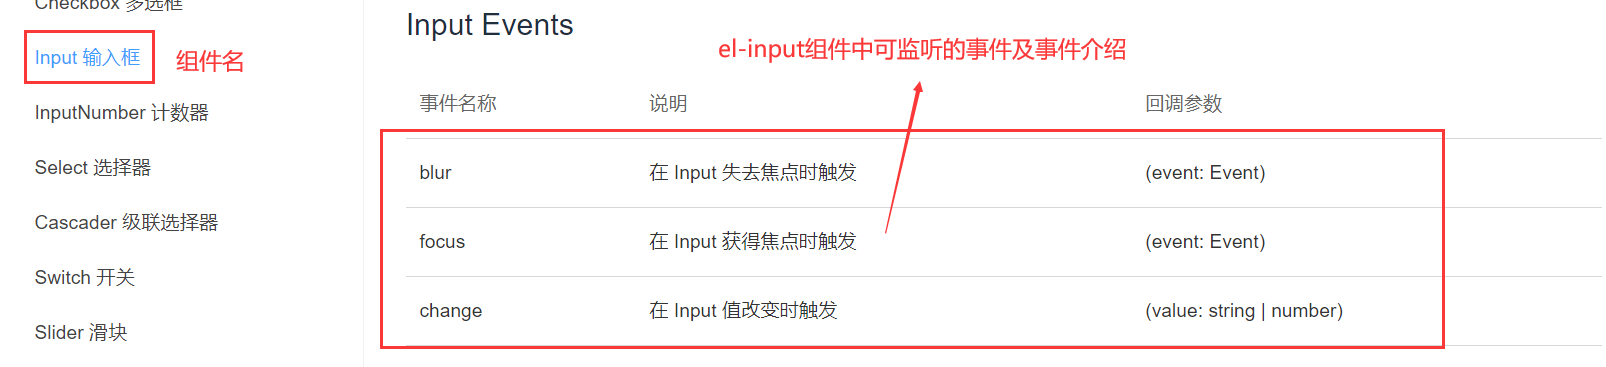 Checkbox 多选框
Input 输入框
组件名
InputNumber 计数器
Select 选择器
Cascader 级联选择器
Switch 开关
Slider 滑块
Input Events
el-input组件中可监听的事件及事件介绍
事件名称 说明 回调参数
blur 在 Input 失去焦点时触发 (event: Event)
focus 在 Input 获得焦点时触发 (event: Event)
change 在 Input 值改变时触发 (value: string | number)